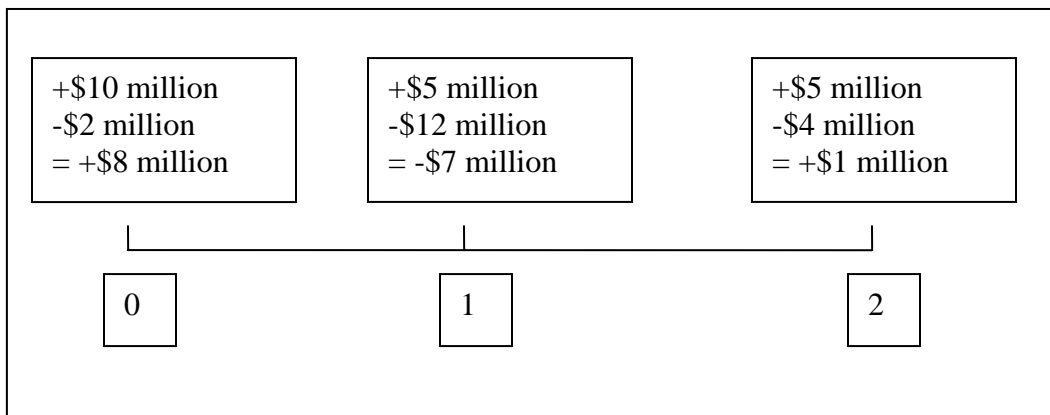 +$10 million
-$2 million
= +$8 million
+$5 million
-$12 million
= -$7 million
+$5 million
-$4 million
= +$1 million
0
1
2